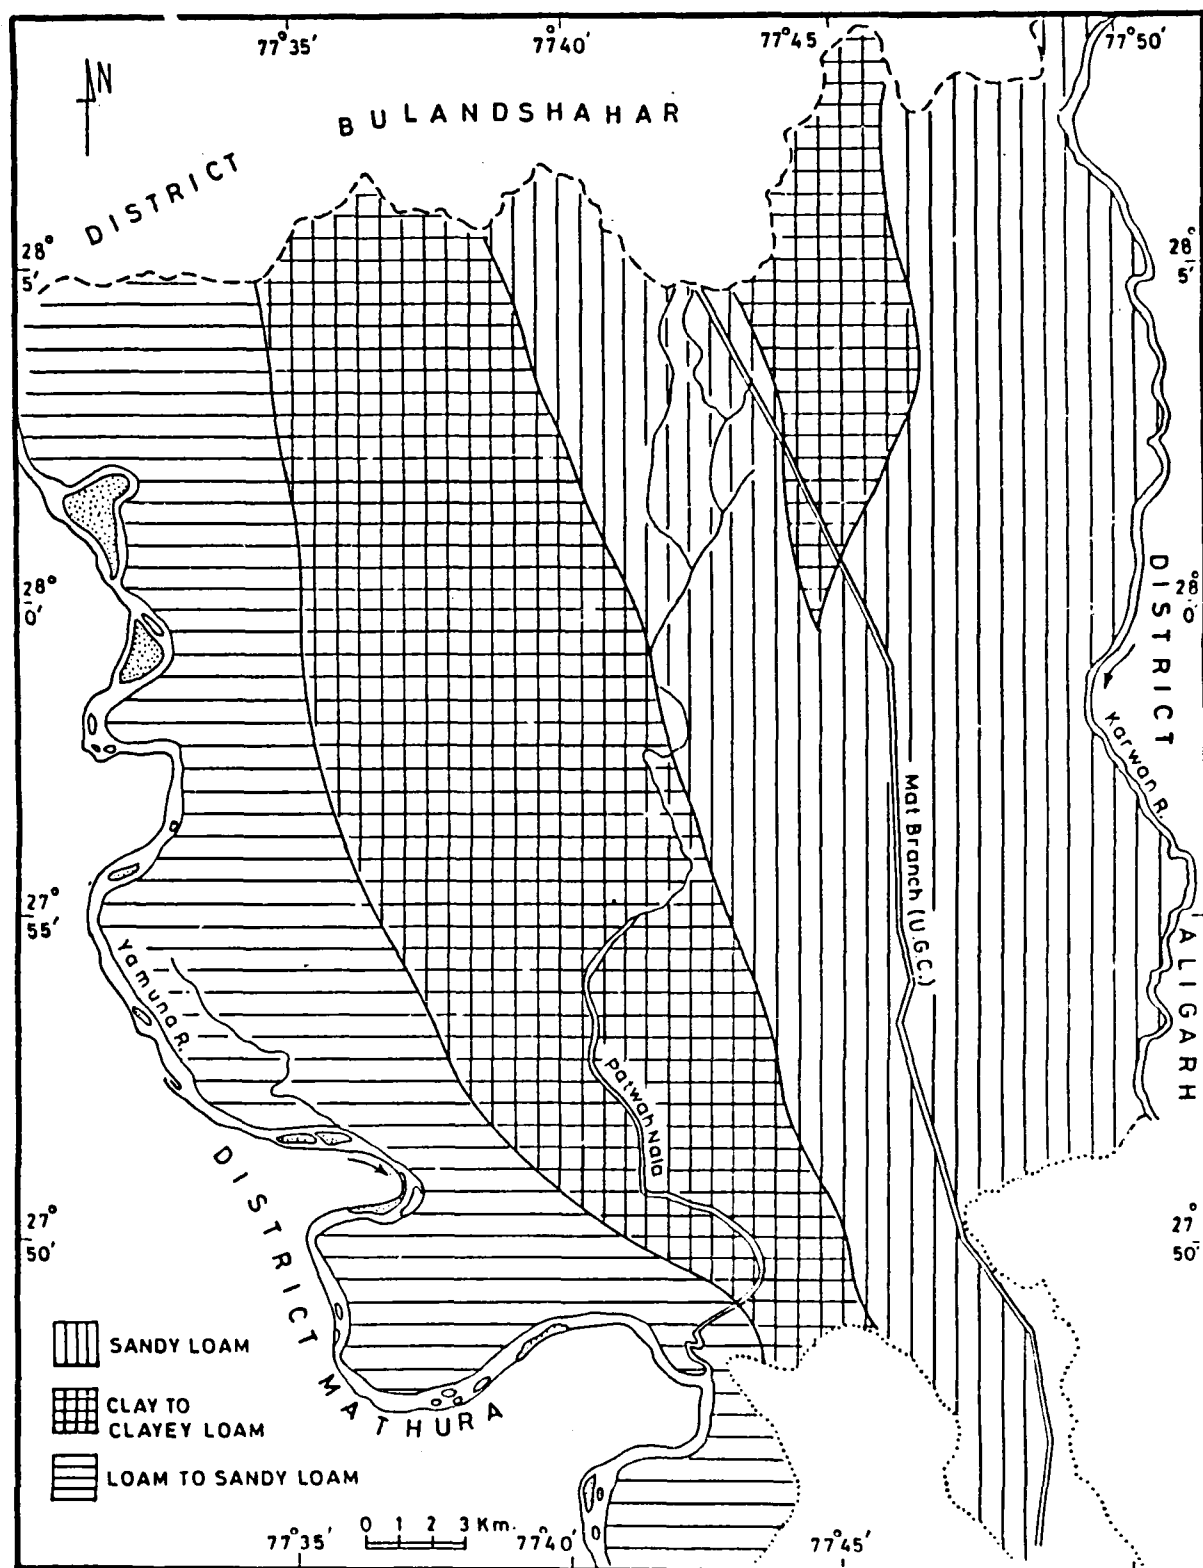 77°35′ 77°40′ 77°45′ 77°50′
N
DISTRICT BULANDSHAHAR
28°
5′
28°
5′
28°
0′
28°
0′
DISTRICT ALIGARH
Karwan R.
Mat Branch (U.G.C.)
27°
55′
Yamuna R.
Patwah Nala
27°
50′
27°
50′
DISTRICT MATHURA
SANDY LOAM
CLAY TO
CLAYEY LOAM
LOAM TO SANDY LOAM
0 1 2 3 Km.
77°35′ 77°40′ 77°45′